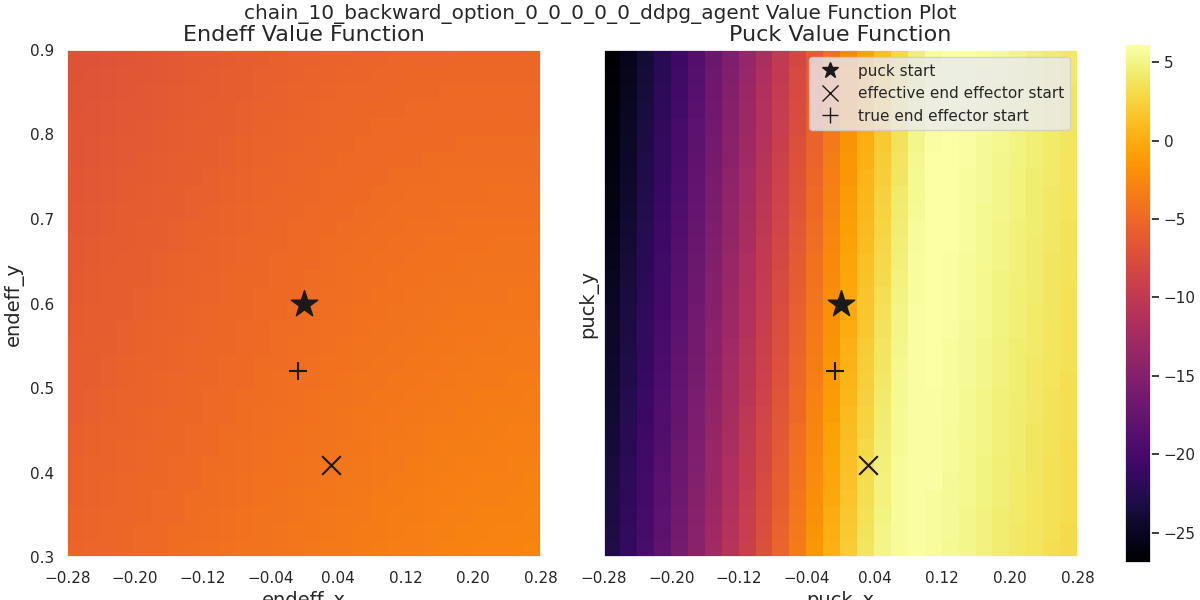 chain_10_backward_option_0_0_0_0_0_ddpg_agent Value Function Plot
Endeff Value Function
Puck Value Function
puck start
effective end effector start
true end effector start
endeff_y
0.9
0.8
0.7
0.6
0.5
0.4
0.3
−0.28 −0.20 −0.12 −0.04 0.04 0.12 0.20 0.28
endeff_x
puck_y
−0.28 −0.20 −0.12 −0.04 0.04 0.12 0.20 0.28
puck_x
5
0
−5
−10
−15
−20
−25